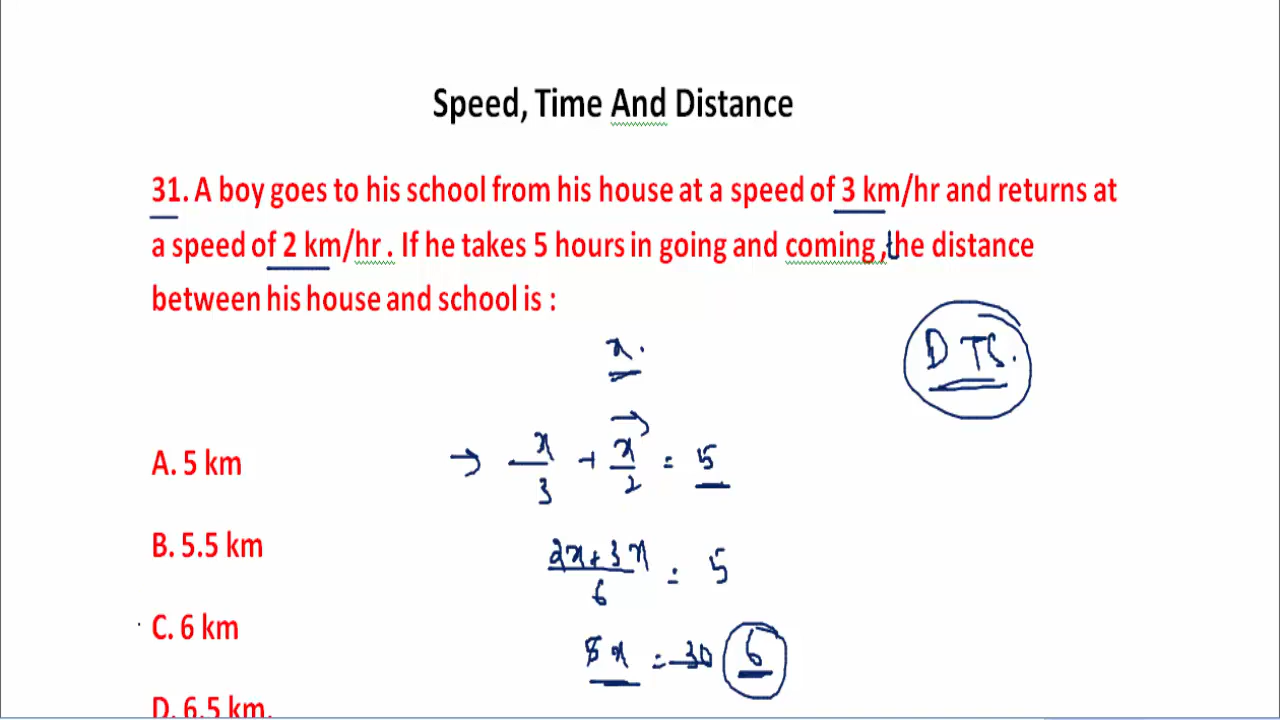 Speed, Time And Distance
31. A boy goes to his school from his house at a speed of 3 km/hr and returns at
a speed of 2 km/hr . If he takes 5 hours in going and coming ,the distance
between his house and school is :
x.
D TS.
A. 5 km
→ x/3 + x/2 = 5
B. 5.5 km
2x+3x/6 = 5
C. 6 km
5x = 30 6
D. 6.5 km.